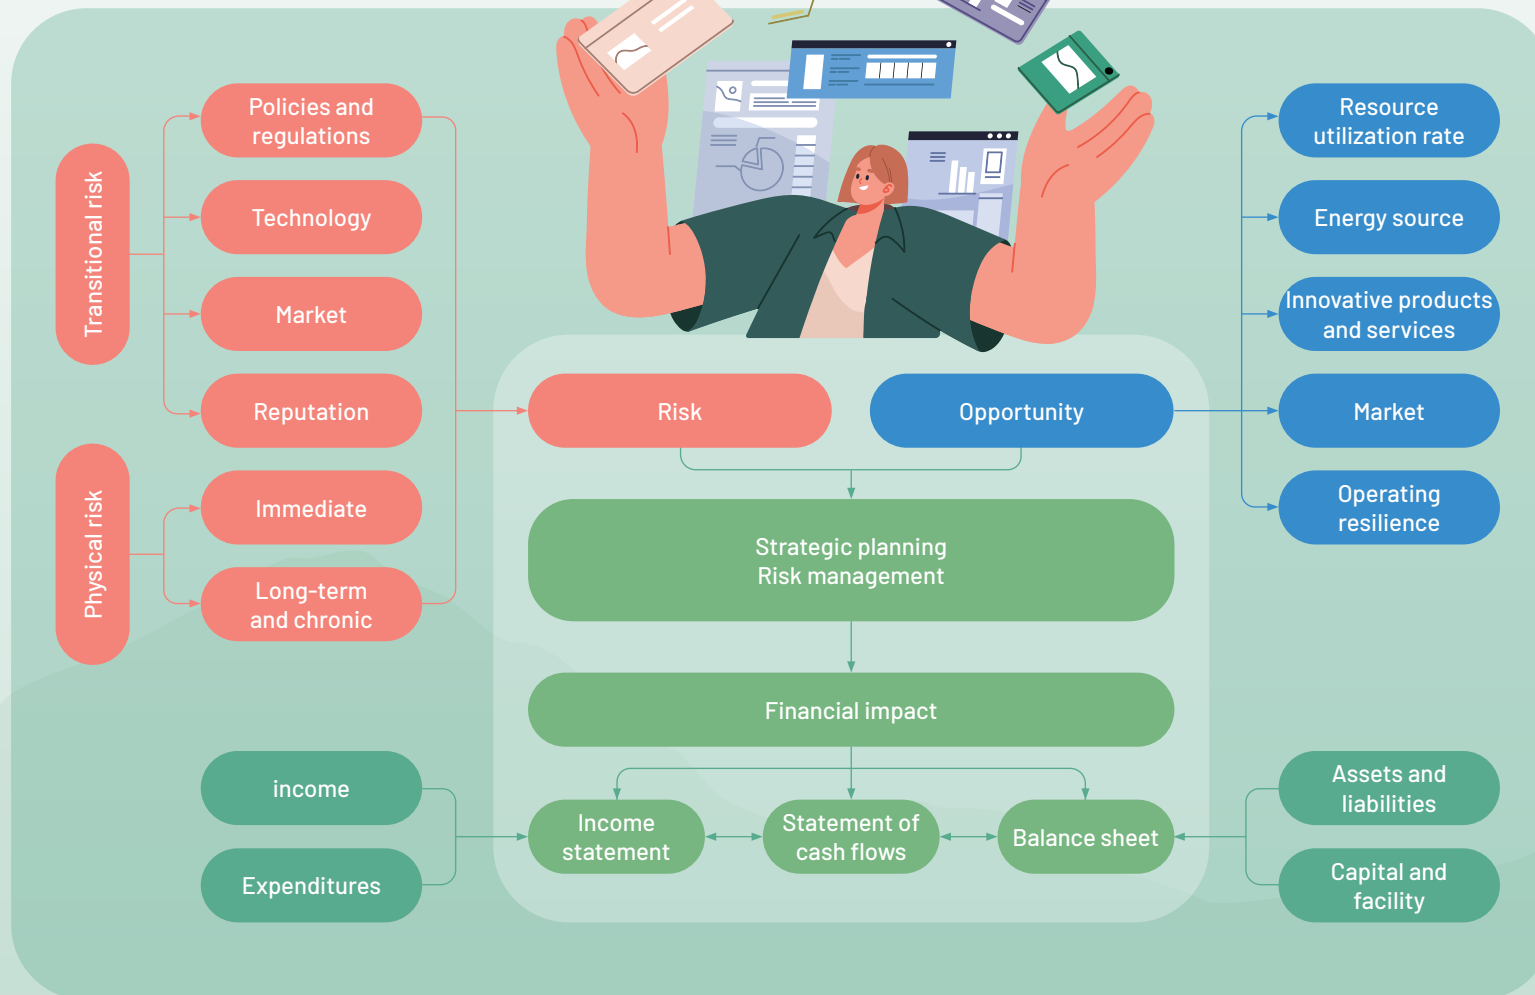 Transitional risk
Policies and
regulations
Technology
Market
Reputation
Physical risk
Immediate
Long-term
and chronic
Risk
Opportunity
Resource
utilization rate
Energy source
Innovative products
and services
Market
Operating
resilience
Strategic planning
Risk management
Financial impact
income
Expenditures
Income
statement
Statement of
cash flows
Balance sheet
Assets and
liabilities
Capital and
facility